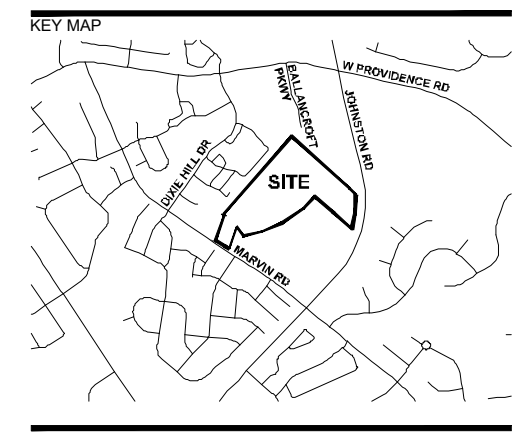 KEY MAP
W PROVIDENCE RD
BALLANCROFT
PKWY
JOHNSTON RD
DIXIE HILL DR
SITE
MARVIN RD